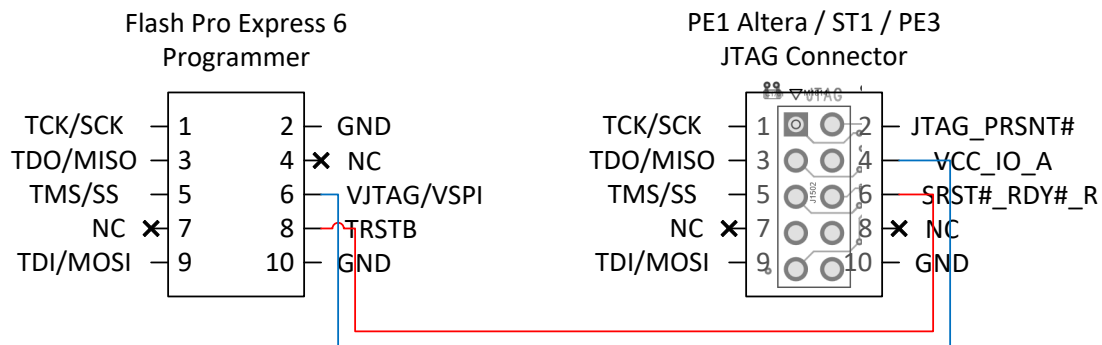 Flash Pro Express 6
Programmer
TCK/SCK 1 2 GND
TDO/MISO 3 4 NC
TMS/SS 5 6 VJTAG/VSPI
NC 7 8 TRSTB
TDI/MOSI 9 10 GND
PE1 Altera / ST1 / PE3
JTAG Connector
JTAG
TCK/SCK 1 2 JTAG_PRSNT#
TDO/MISO 3 4 VCC_IO_A
TMS/SS 5 J1502 6 SRST#_RDY#_R
NC 7 8 NC
TDI/MOSI 9 10 GND